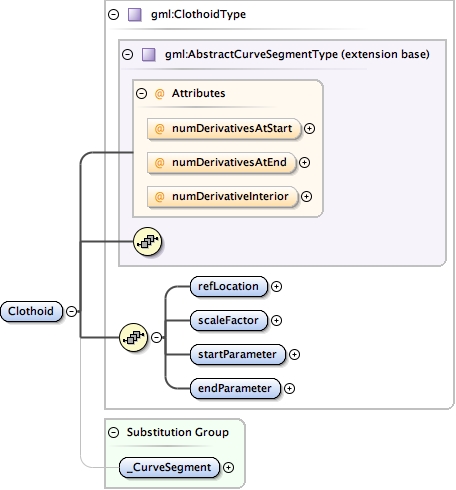 gml:ClothoidType
gml:AbstractCurveSegmentType (extension base)
@ Attributes
@ numDerivativesAtStart
@ numDerivativesAtEnd
@ numDerivativeInterior
refLocation
Clothoid
scaleFactor
startParameter
endParameter
Substitution Group
_CurveSegment